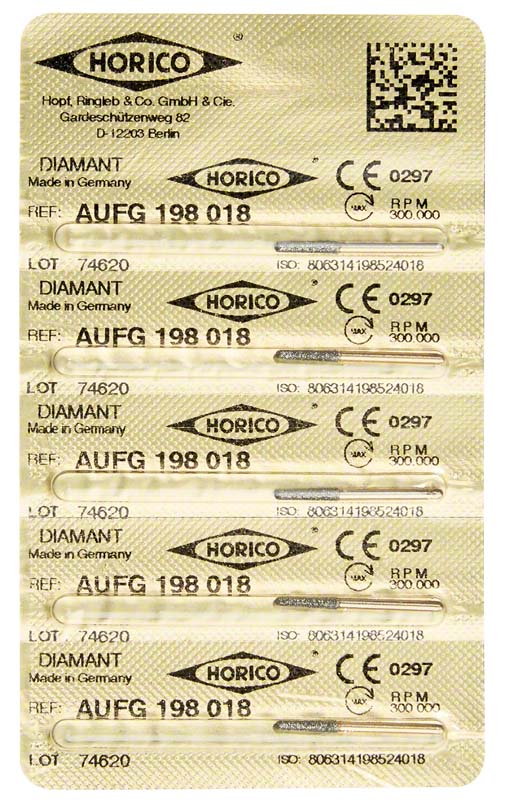 HORICO ®
Hopf, Ringleb & Co. GmbH & Cie.
Gardeschützenweg 82
D-12203 Berlin
DIAMANT HORICO ® CE 0297
Made in Germany
MAX RPM
REF: AUFG 198 018 300.000
LOT 74620 ISO: 806314198524018
DIAMANT HORICO ® CE 0297
Made in Germany
MAX RPM
REF: AUFG 198 018 300.000
LOT 74620 ISO: 806314198524018
DIAMANT HORICO ® CE 0297
Made in Germany
MAX RPM
REF: AUFG 198 018 300.000
LOT 74620 ISO: 806314198524018
DIAMANT HORICO ® CE 0297
Made in Germany
MAX RPM
REF: AUFG 198 018 300.000
LOT 74620 ISO: 806314198524018
DIAMANT HORICO ® CE 0297
Made in Germany
MAX RPM
REF: AUFG 198 018 300.000
LOT 74620 ISO: 806314198524018